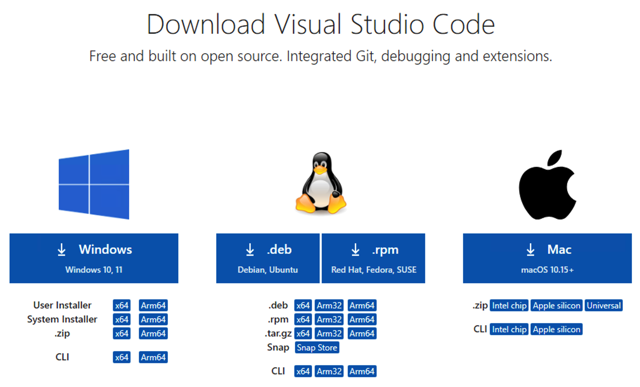 Download Visual Studio Code
Free and built on open source. Integrated Git, debugging and extensions.
Windows
Windows 10, 11
User Installer x64 Arm64
System Installer x64 Arm64
.zip x64 Arm64
CLI x64 Arm64
.deb
Debian, Ubuntu
.rpm
Red Hat, Fedora, SUSE
.deb x64 Arm32 Arm64
.rpm x64 Arm32 Arm64
.tar.gz x64 Arm32 Arm64
Snap Snap Store
CLI x64 Arm32 Arm64
Mac
macOS 10.15+
.zip Intel chip Apple silicon Universal
CLI Intel chip Apple silicon